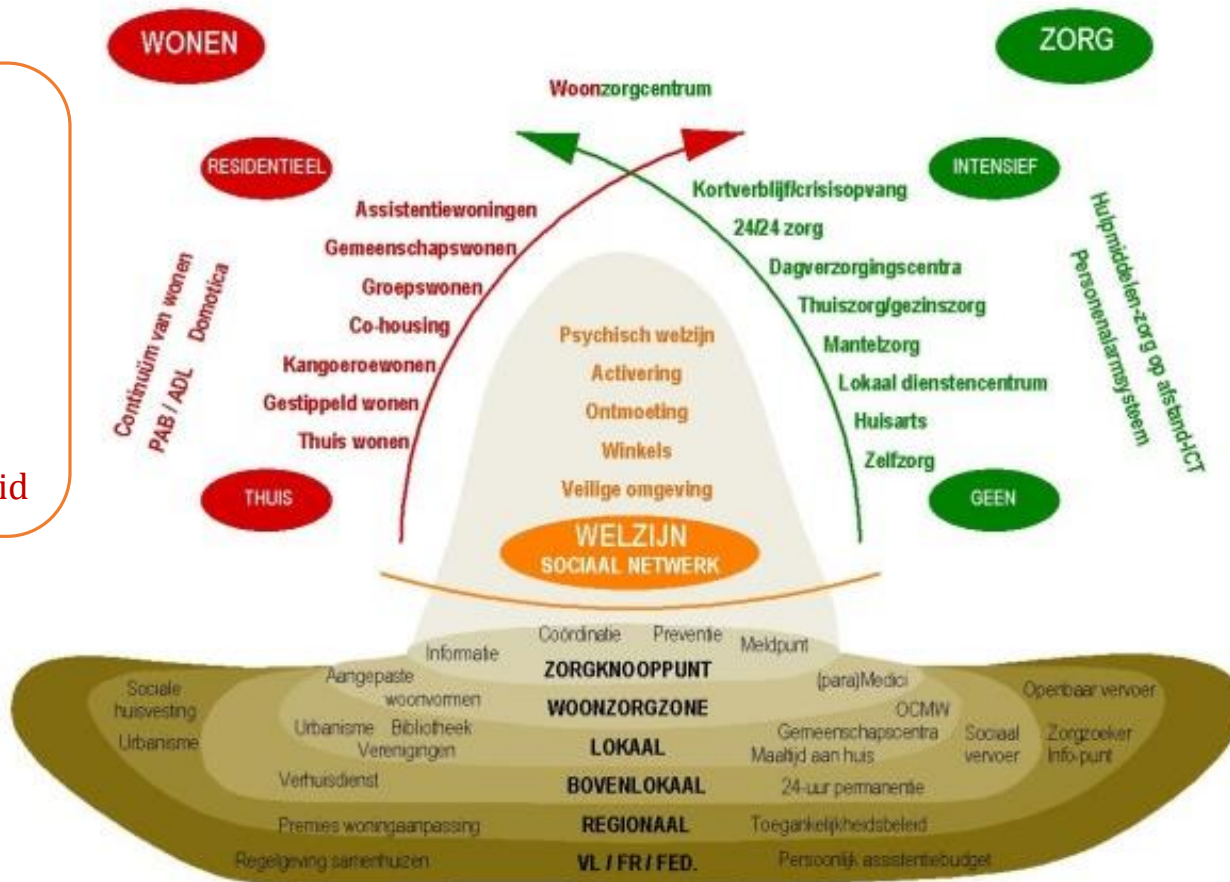 WONEN
ZORG
Woonzorgcentrum
RESIDENTIEEL
INTENSIEF
Assistentiewoningen
Gemeenschapswonen
Groepswonen
Co-housing
Kangoeroewonen
Gestippeld wonen
Thuis wonen
Continuüm van wonen
PAB / ADL Domotica
THUIS
id
Kortverblijf/crisisopvang
24/24 zorg
Dagverzorgingscentra
Thuiszorg/gezinszorg
Mantelzorg
Lokaal dienstencentrum
Huisarts
Zelfzorg
Hulpmiddelen-zorg op afstand-ICT
Personenalarmsysteem
GEEN
Psychisch welzijn
Activering
Ontmoeting
Winkels
Veilige omgeving
WELZIJN
SOCIAAL NETWERK
Informatie Coördinatie Preventie Meldpunt
ZORGKNOOPPUNT
Aangepaste
woonvormen
(para)Medici
WOONZORGZONE
Sociale
huisvesting
Urbanisme
Urbanisme Bibliotheek
Verenigingen
LOKAAL
OCMW
Gemeenschapscentra
Maaltijd aan huis
Sociaal
vervoer
Openbaar vervoer
Zorgzoeker
Info-punt
Verhuisdienst
BOVENLOKAAL
24-uur permanentie
Premies woningaanpassing
REGIONAAL
Toegankelijkheidsbeleid
Regelgeving samenhuizen
VL / FR / FED.
Persoonlijk assistentiebudget